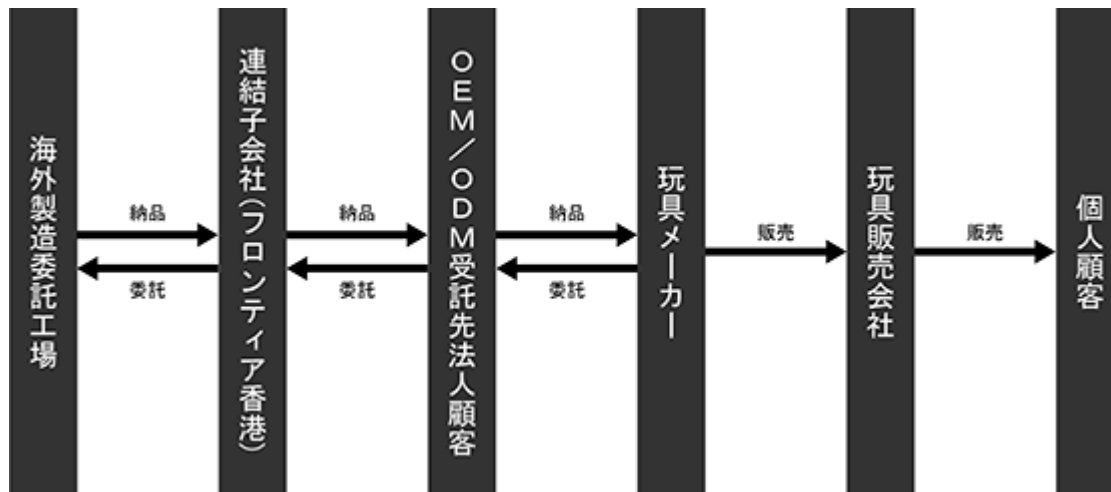 海外製造委託工場
納品
委託
連結子会社（フロンティア香港）
納品
委託
ＯＥＭ／ＯＤＭ受託先法人顧客
納品
委託
玩具メーカー
販売
玩具販売会社
販売
個人顧客